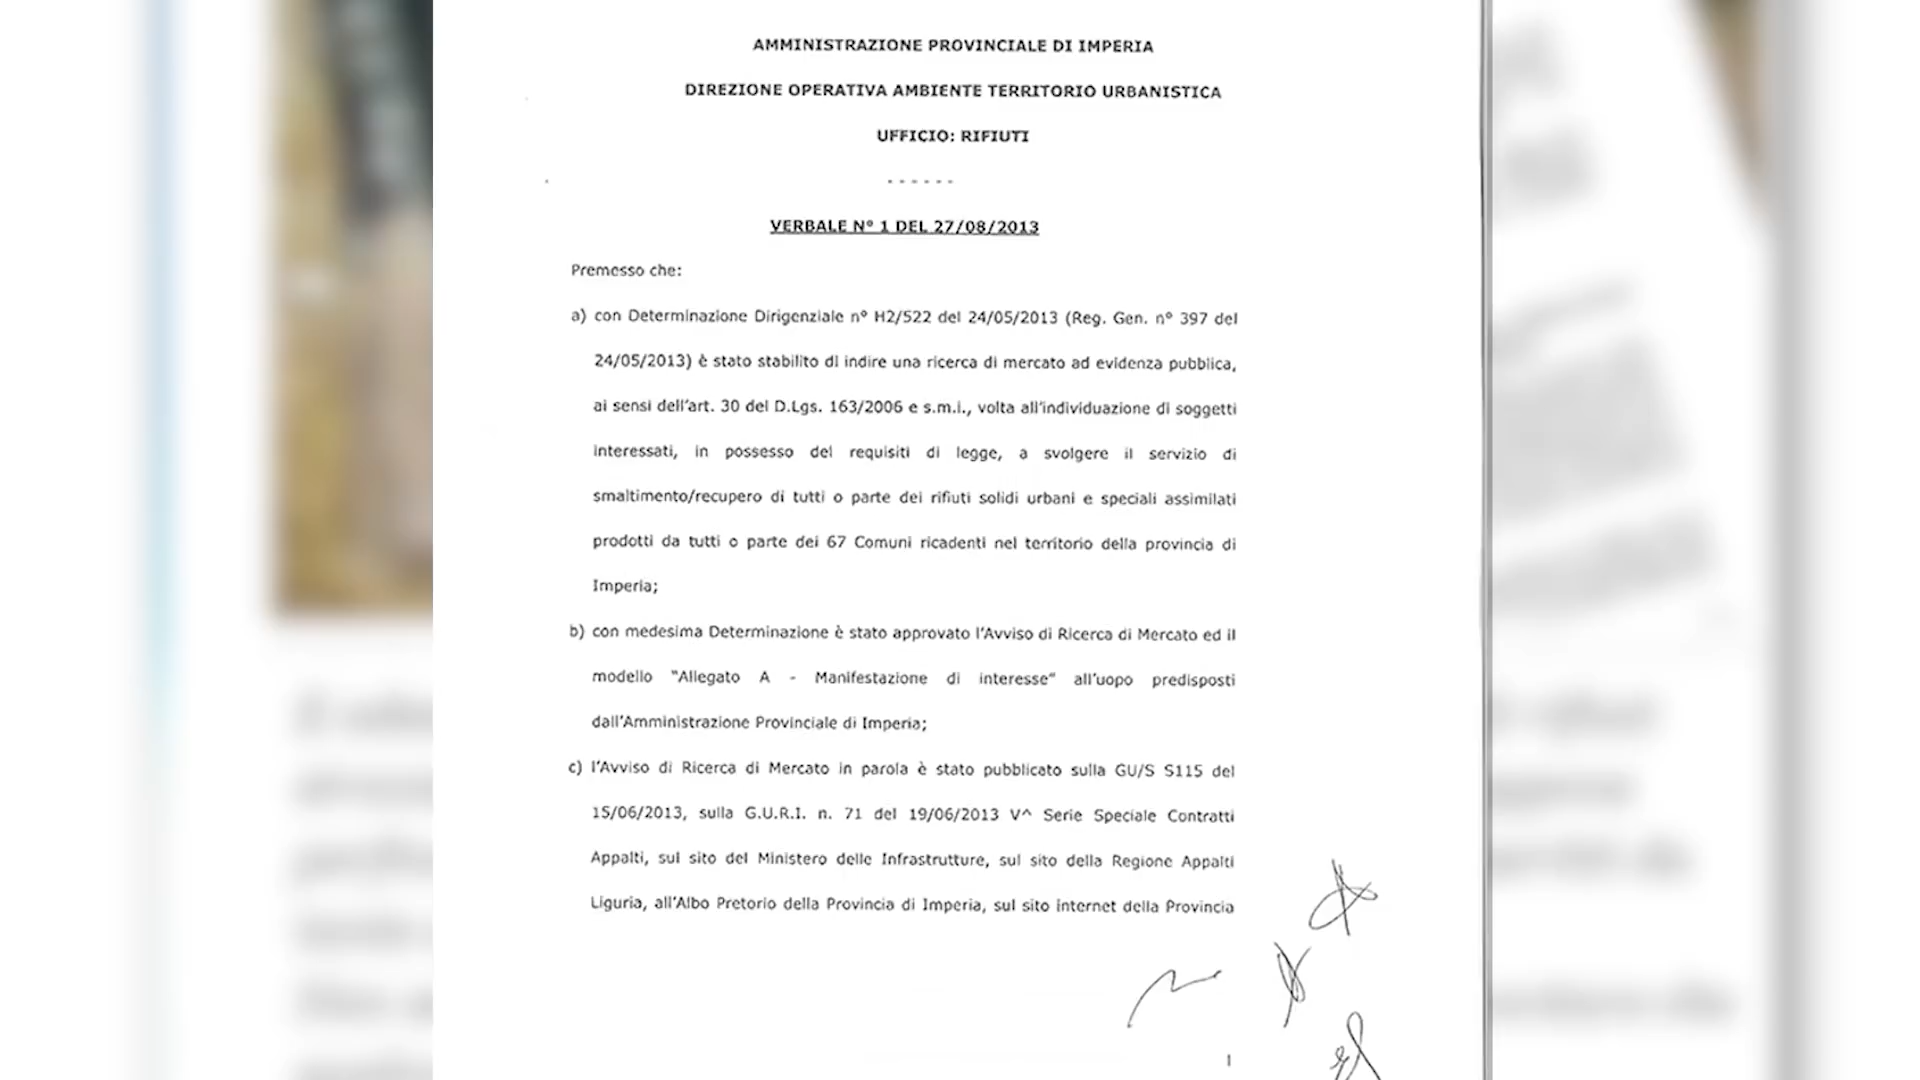 AMMINISTRAZIONE PROVINCIALE DI IMPERIA
DIREZIONE OPERATIVA AMBIENTE TERRITORIO URBANISTICA
UFFICIO: RIFIUTI
------
VERBALE N° 1 DEL 27/08/2013
Premesso che:
a) con Determinazione Dirigenziale n° H2/522 del 24/05/2013 (Reg. Gen. n° 397 del
24/05/2013) è stato stabilito di indire una ricerca di mercato ad evidenza pubblica,
ai sensi dell'art. 30 del D.Lgs. 163/2006 e s.m.i., volta all'individuazione di soggetti
interessati, in possesso dei requisiti di legge, a svolgere il servizio di
smaltimento/recupero di tutti o parte dei rifiuti solidi urbani e speciali assimilati
prodotti da tutti o parte dei 67 Comuni ricadenti nel territorio della provincia di
Imperia;
b) con medesima Determinazione è stato approvato l'Avviso di Ricerca di Mercato ed il
modello "Allegato A - Manifestazione di interesse" all'uopo predisposti
dall'Amministrazione Provinciale di Imperia;
c) l'Avviso di Ricerca di Mercato in parola è stato pubblicato sulla GU/S S115 del
15/06/2013, sulla G.U.R.I. n. 71 del 19/06/2013 V^ Serie Speciale Contratti
Appalti, sul sito del Ministero delle Infrastrutture, sul sito della Regione Appalti
Liguria, all'Albo Pretorio della Provincia di Imperia, sul sito internet della Provincia
1